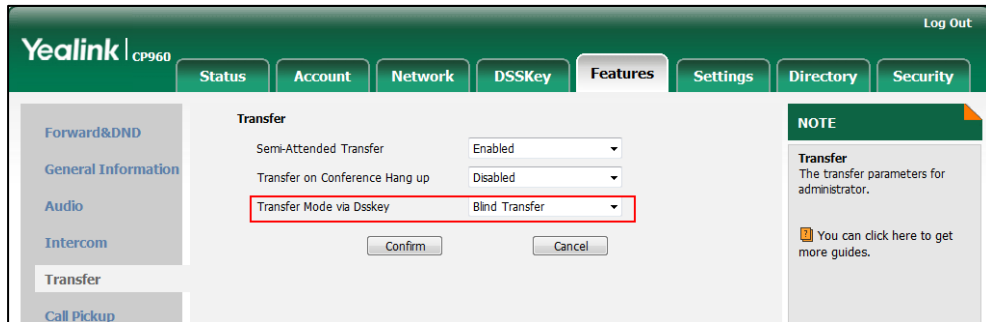 Log Out
Yealink | CP960
Status Account Network DSSKey Features Settings Directory Security
Forward&DND
General Information
Audio
Intercom
Transfer
Call Pickup
Transfer
Semi-Attended Transfer Enabled
Transfer on Conference Hang up Disabled
Transfer Mode via Dsskey Blind Transfer
Confirm Cancel
NOTE
Transfer
The transfer parameters for
administrator.
You can click here to get
more guides.